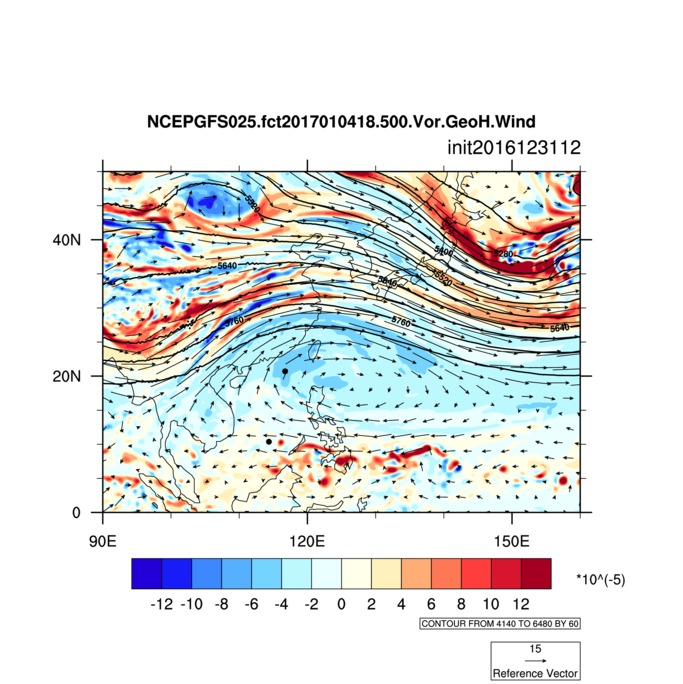 NCEPGFS025.fct2017010418.500.Vor.GeoH.Wind
init2016123112
40N
20N
0
90E 120E 150E
5640
5760
5640
5760
5280
5640
-12 -10 -8 -6 -4 -2 0 2 4 6 8 10 12
*10^(-5)
CONTOUR FROM 4140 TO 6480 BY 60
15
Reference Vector